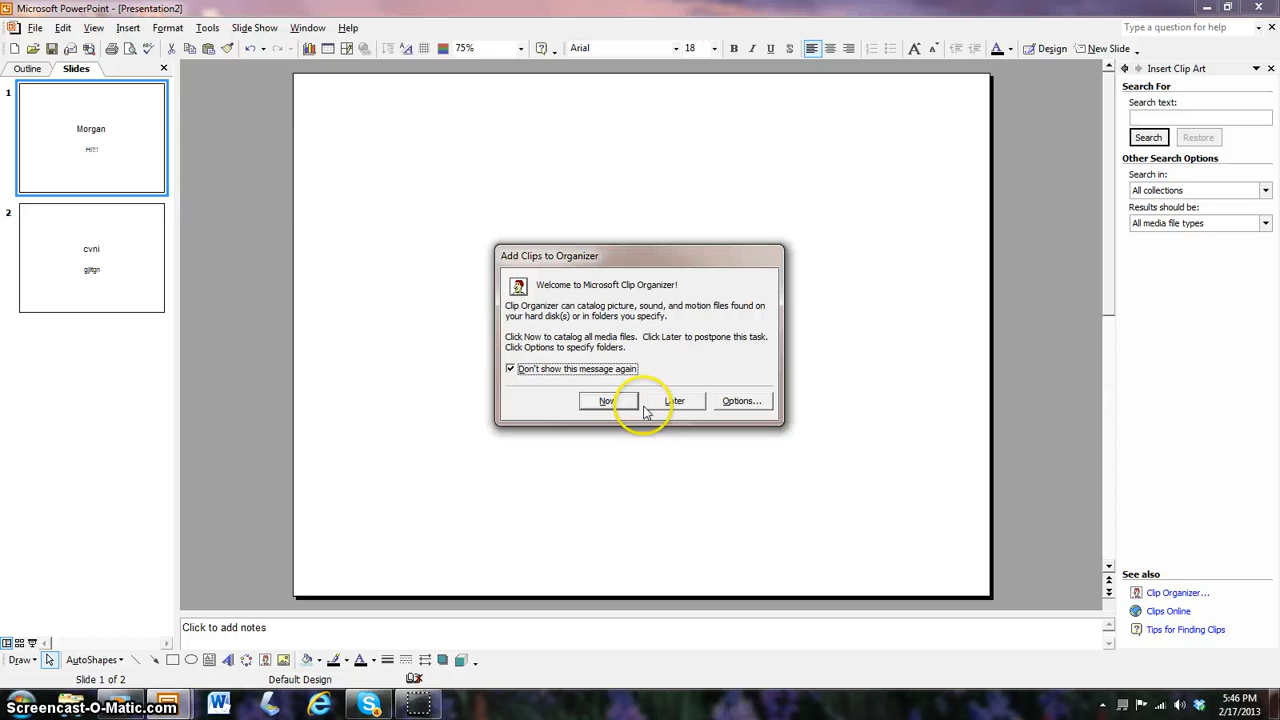 Microsoft PowerPoint - [Presentation2]
File Edit View Insert Format Tools Slide Show Window Help
Type a question for help
75%
Arial
18
Design
New Slide
Outline
Slides
Insert Clip Art
1
Morgan
Hi!!!
2
cvni
Search For
Search text:
Search
Restore
Other Search Options
Search in:
All collections
Results should be:
All media file types
Add Clips to Organizer
Welcome to Microsoft Clip Organizer!
Clip Organizer can catalog picture, sound, and motion files found on
your hard disk(s) or in folders you specify.
Click Now to catalog all media files. Click Later to postpone this task.
Click Options to specify folders.
Don't show this message again
Now
Later
Options...
See also
Clip Organizer...
Clips Online
Tips for Finding Clips
Click to add notes
Draw
AutoShapes
Slide 1 of 2
Default Design
Screencast-O-Matic.com
5:46 PM
2/17/2013